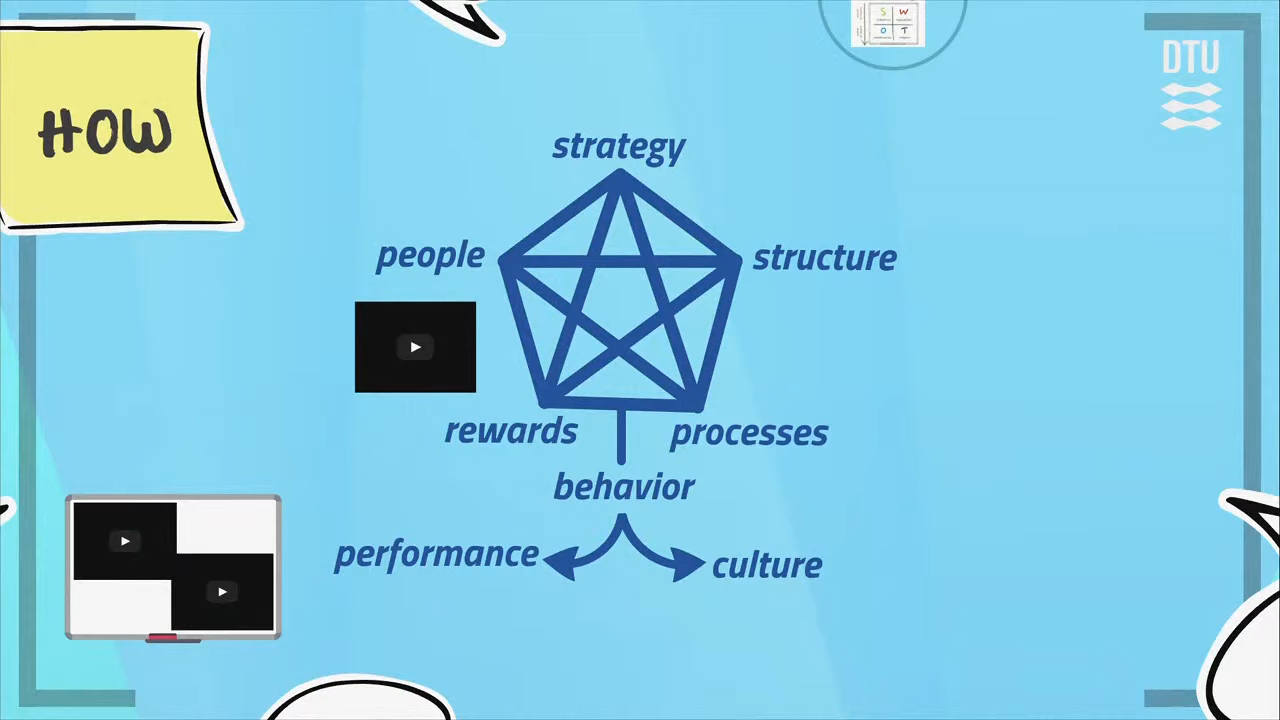 S W
O T
DTU
HOW
strategy
people
structure
rewards
processes
behavior
performance
culture